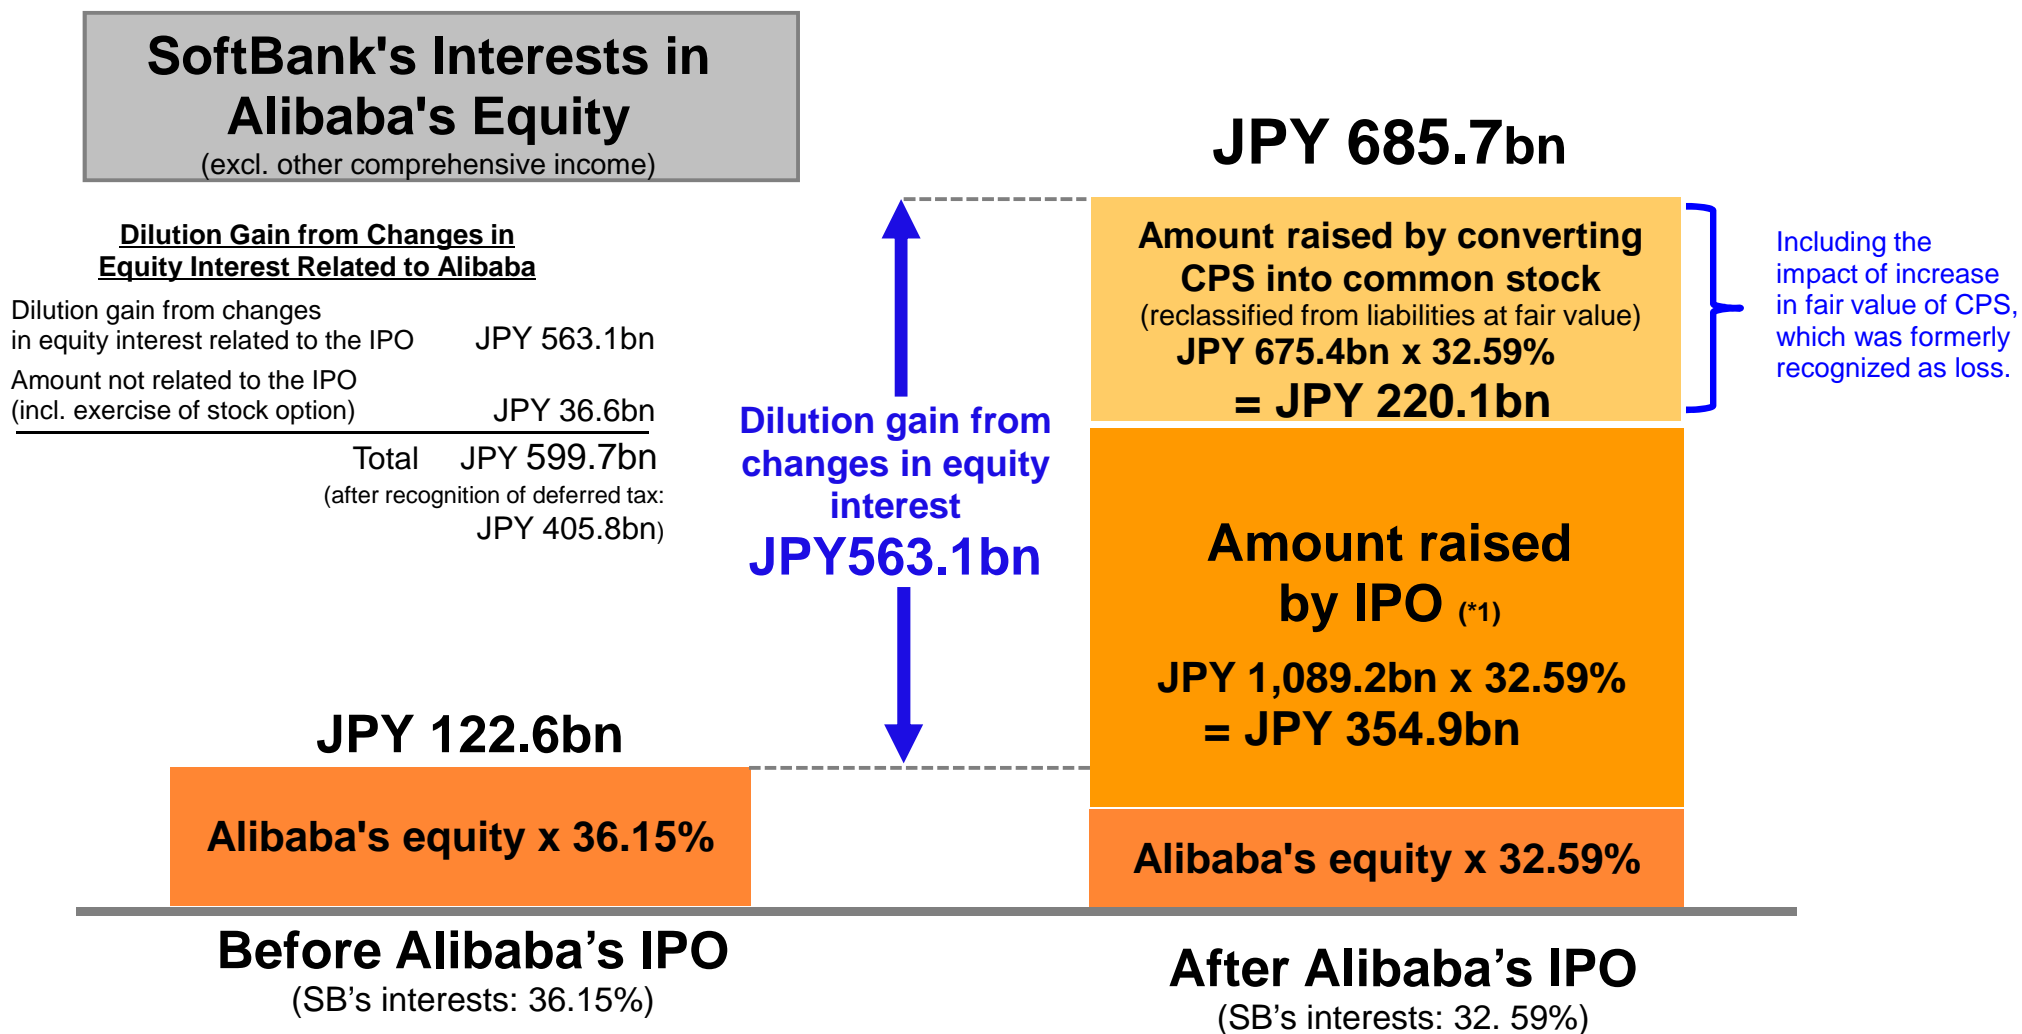 SoftBank's Interests in
Alibaba's Equity
(excl. other comprehensive income)
Dilution Gain from Changes in
Equity Interest Related to Alibaba
Dilution gain from changes
in equity interest related to the IPO JPY 563.1bn
Amount not related to the IPO
(incl. exercise of stock option) JPY 36.6bn
Total JPY 599.7bn
(after recognition of deferred tax:
JPY 405.8bn)
JPY 122.6bn
Alibaba's equity x 36.15%
Before Alibaba’s IPO
(SB’s interests: 36.15%)
Dilution gain from
changes in equity
interest
JPY563.1bn
JPY 685.7bn
Amount raised by converting
CPS into common stock
(reclassified from liabilities at fair value)
JPY 675.4bn x 32.59%
= JPY 220.1bn
Amount raised
by IPO (*1)
JPY 1,089.2bn x 32.59%
= JPY 354.9bn
Alibaba's equity x 32.59%
After Alibaba’s IPO
(SB’s interests: 32. 59%)
Including the
impact of increase
in fair value of CPS,
which was formerly
recognized as loss.